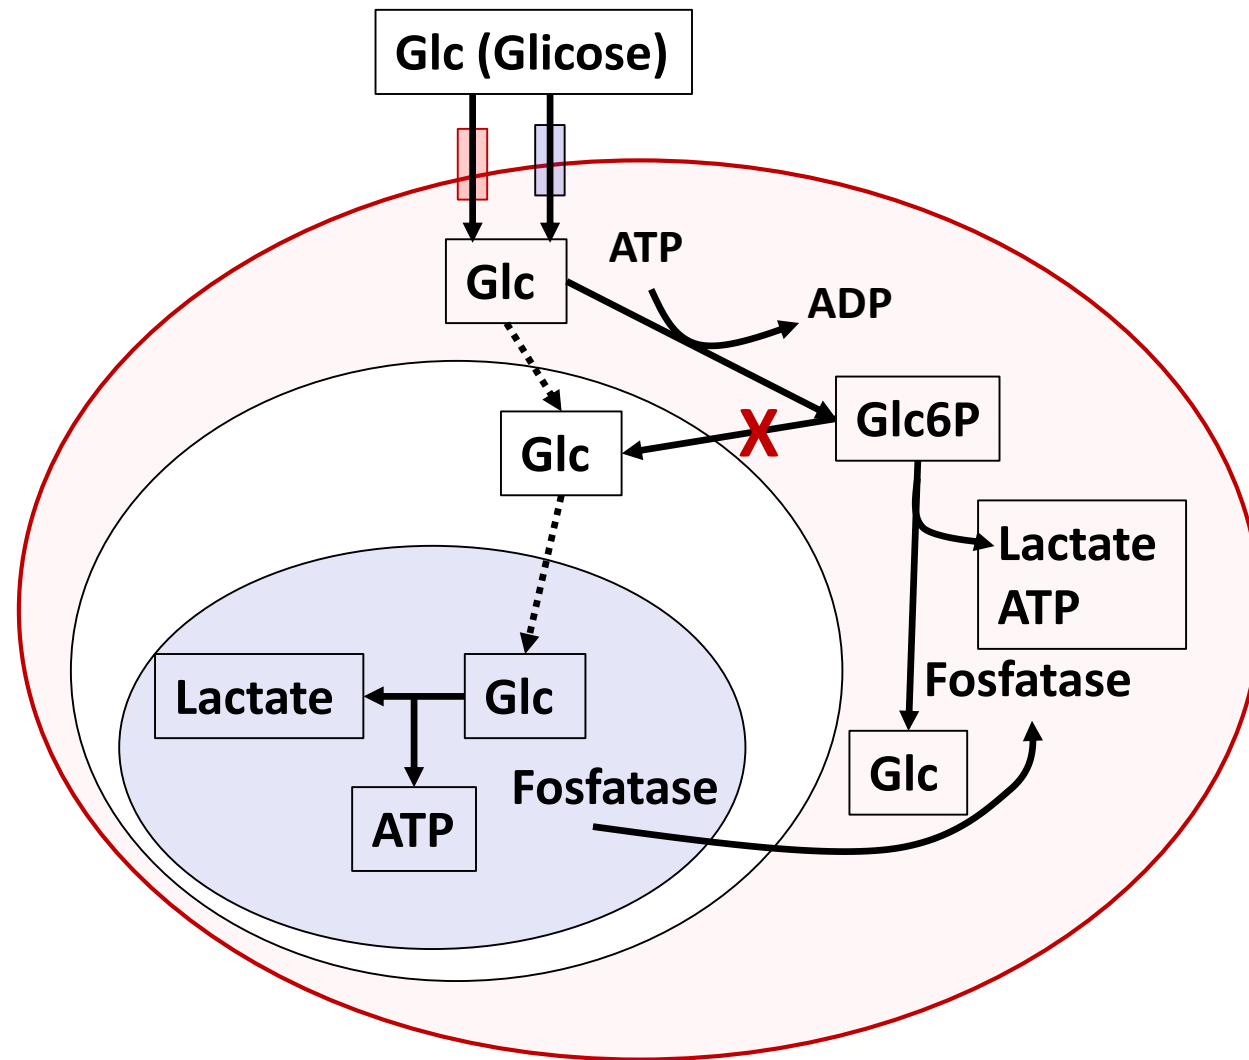 Glc (Glicose)
Glc
ATP
ADP
Glc6P
X
Glc
Lactate
ATP
Fosfatase
Lactate
Glc
Glc
Fosfatase
ATP